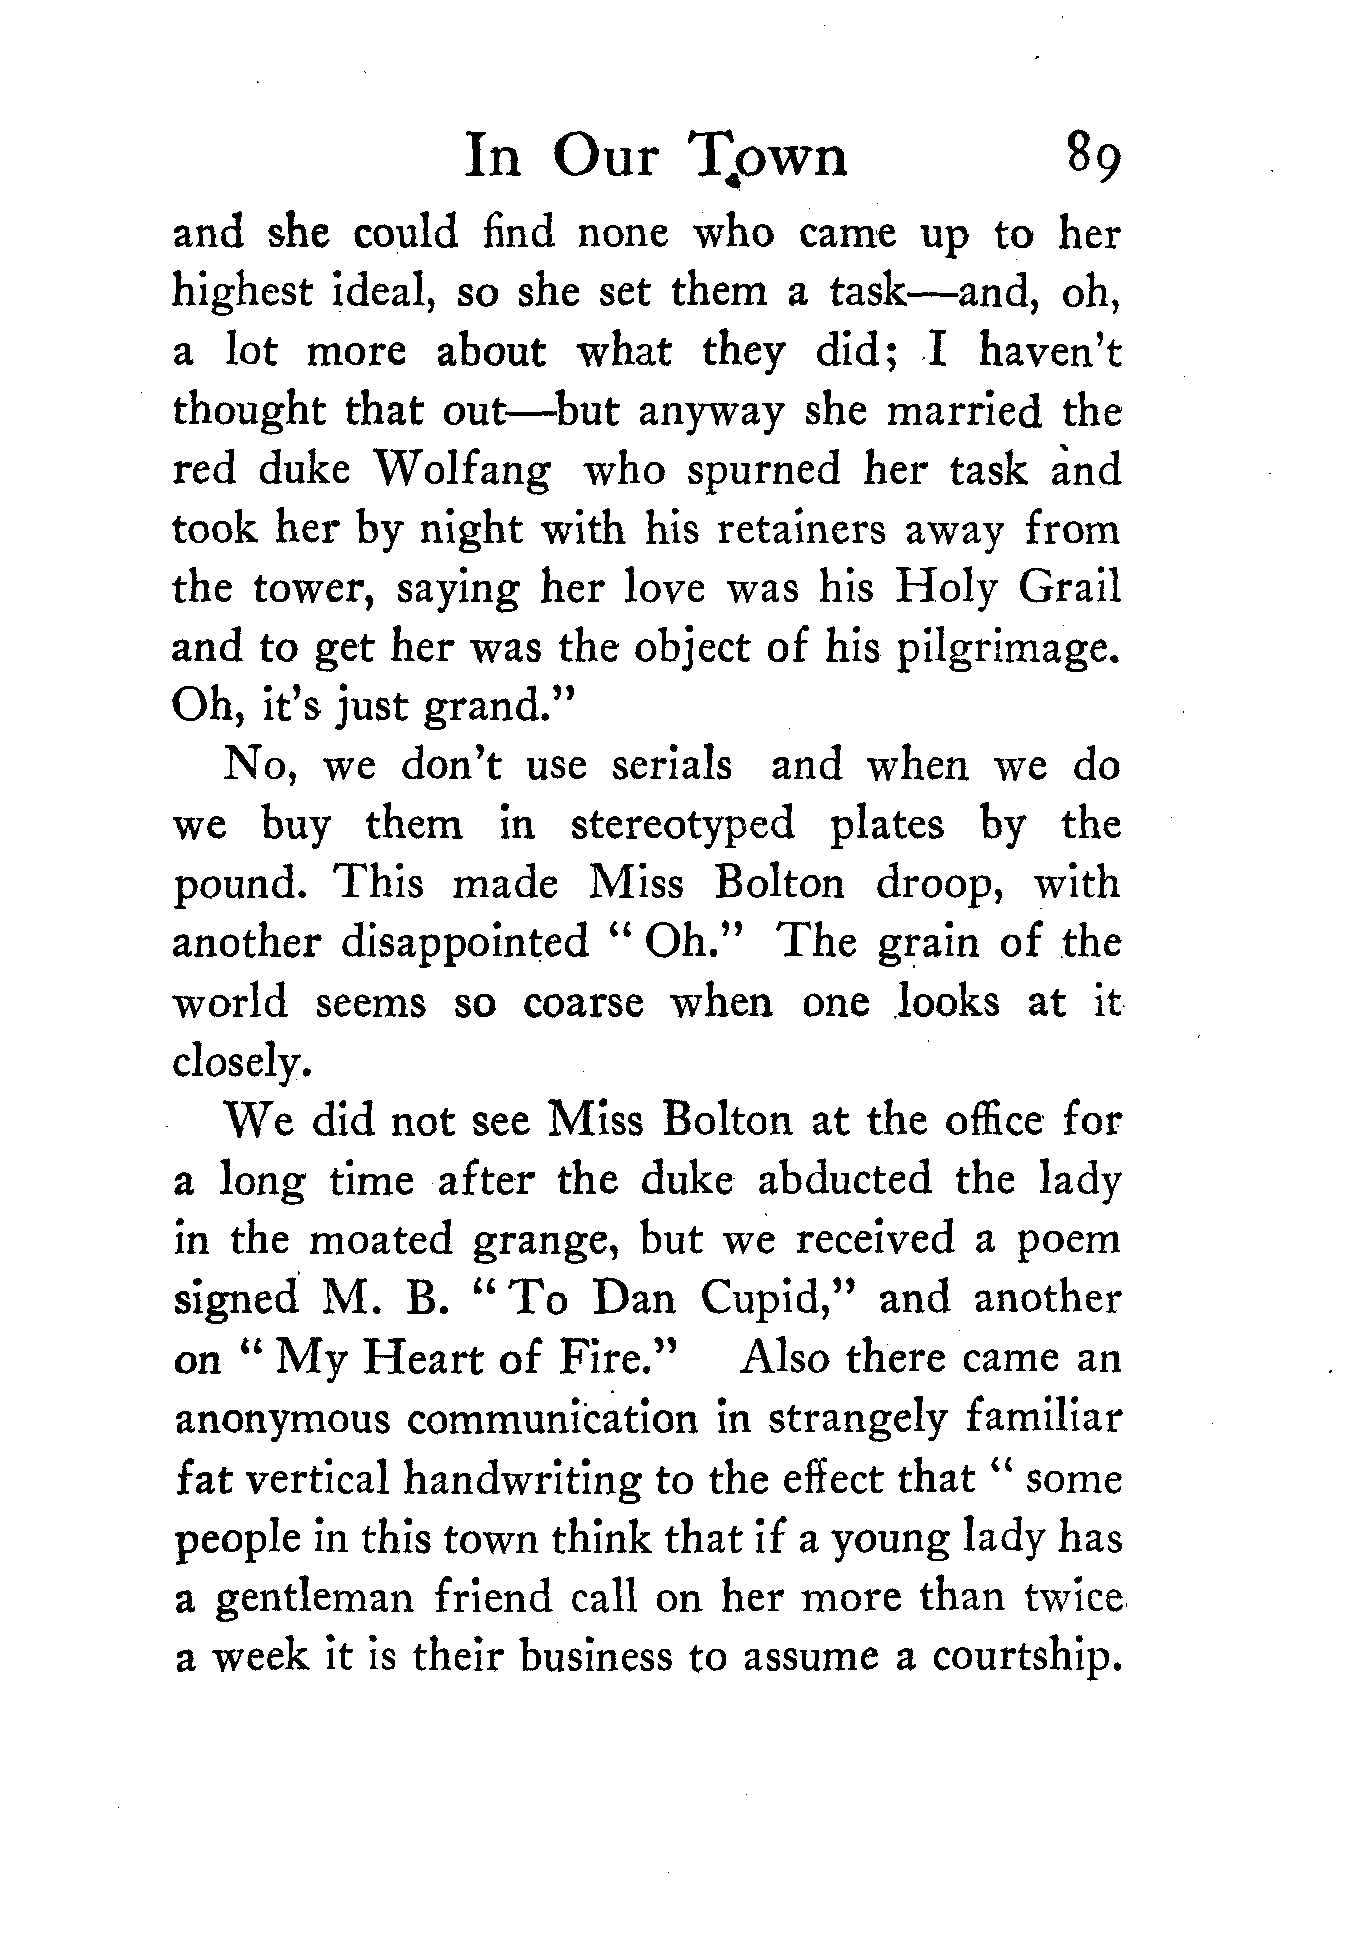 In Our Town 89
and she could find none who came up to her
highest ideal, so she set them a task—and, oh,
a lot more about what they did; I haven't
thought that out—but anyway she married the
red duke Wolfang who spurned her task and
took her by night with his retainers away from
the tower, saying her love was his Holy Grail
and to get her was the object of his pilgrimage.
Oh, it's just grand."
No, we don't use serials and when we do
we buy them in stereotyped plates by the
pound. This made Miss Bolton droop, with
another disappointed " Oh." The grain of the
world seems so coarse when one looks at it
closely.
We did not see Miss Bolton at the office for
a long time after the duke abducted the lady
in the moated grange, but we received a poem
signed M. B. " To Dan Cupid," and another
on " My Heart of Fire." Also there came an
anonymous communication in strangely familiar
fat vertical handwriting to the effect that " some
people in this town think that if a young lady has
a gentleman friend call on her more than twice
a week it is their business to assume a courtship.